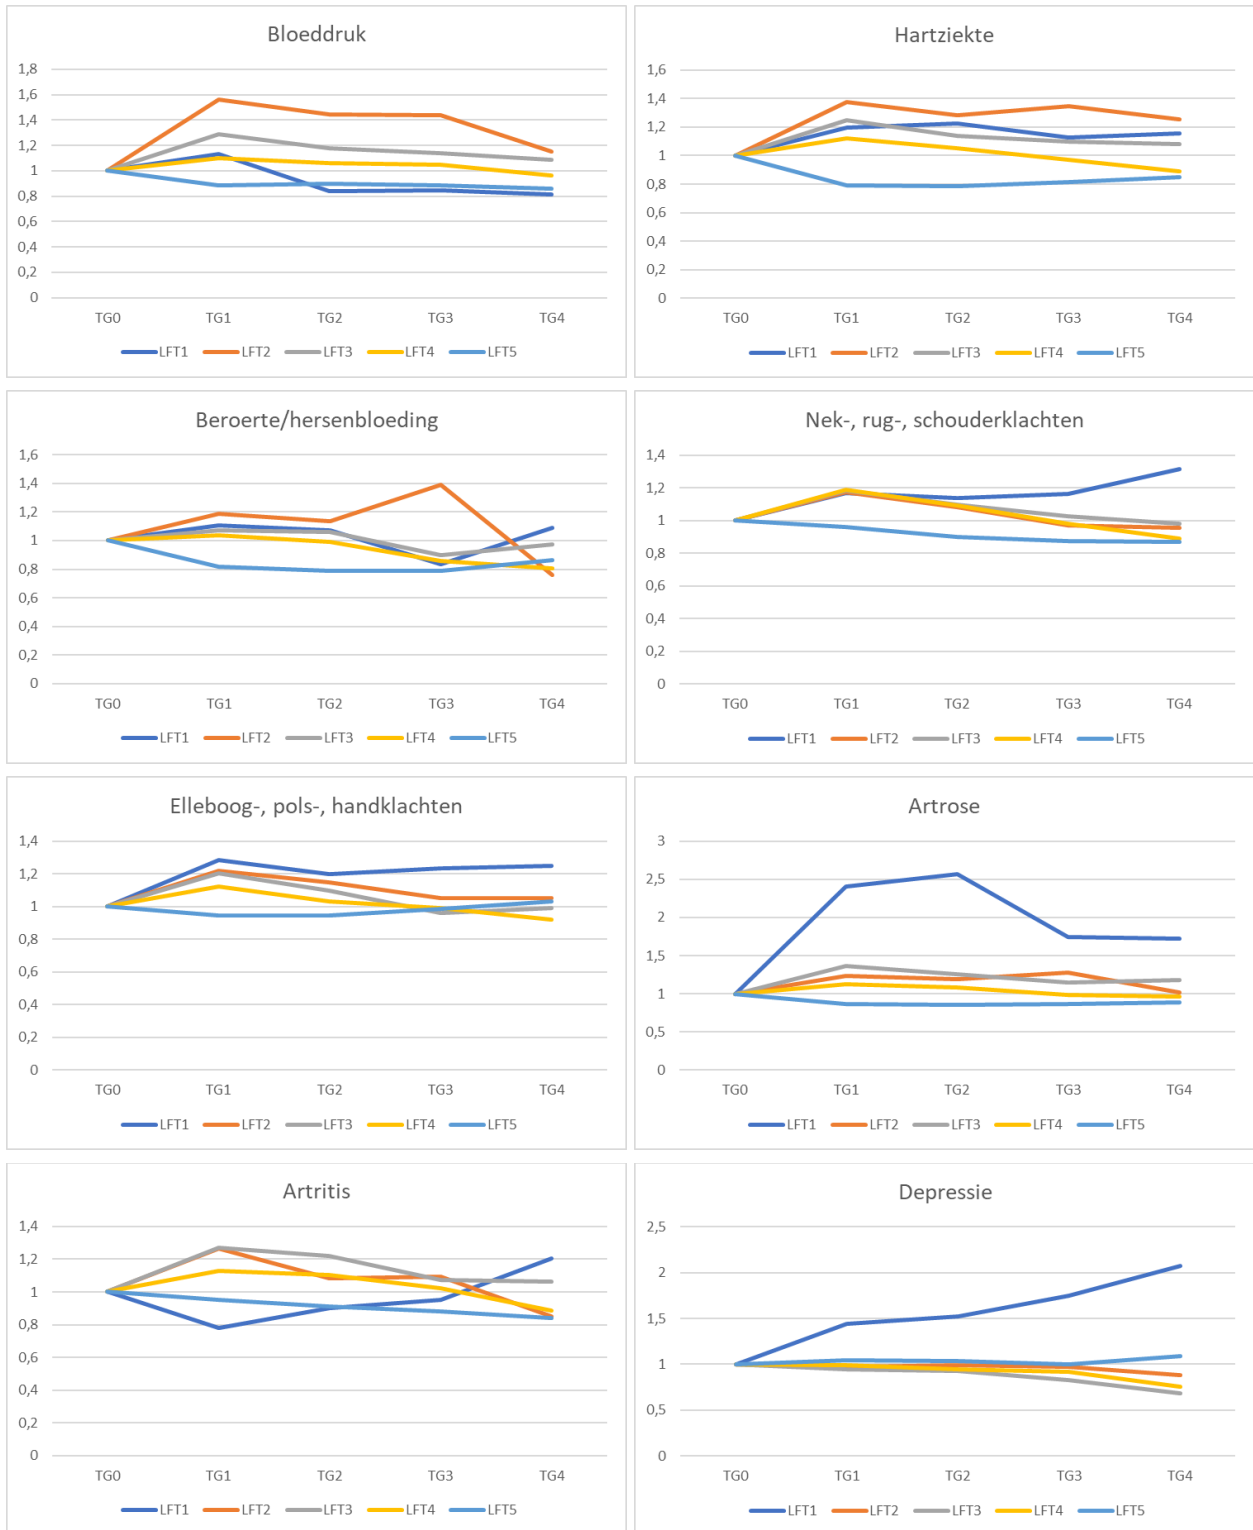 Bloeddruk
1,8
1,6
1,4
1,2
1
0,8
0,6
0,4
0,2
0
TG0 TG1 TG2 TG3 TG4
LFT1 LFT2 LFT3 LFT4 LFT5
Hartziekte
1,6
1,4
1,2
1
0,8
0,6
0,4
0,2
0
TG0 TG1 TG2 TG3 TG4
LFT1 LFT2 LFT3 LFT4 LFT5
Beroerte/hersenbloeding
1,6
1,4
1,2
1
0,8
0,6
0,4
0,2
0
TG0 TG1 TG2 TG3 TG4
LFT1 LFT2 LFT3 LFT4 LFT5
Nek-, rug-, schouderklachten
1,4
1,2
1
0,8
0,6
0,4
0,2
0
TG0 TG1 TG2 TG3 TG4
LFT1 LFT2 LFT3 LFT4 LFT5
Elleboog-, pols-, handklachten
1,4
1,2
1
0,8
0,6
0,4
0,2
0
TG0 TG1 TG2 TG3 TG4
LFT1 LFT2 LFT3 LFT4 LFT5
Artrose
3
2,5
2
1,5
1
0,5
0
TG0 TG1 TG2 TG3 TG4
LFT1 LFT2 LFT3 LFT4 LFT5
Artritis
1,4
1,2
1
0,8
0,6
0,4
0,2
0
TG0 TG1 TG2 TG3 TG4
LFT1 LFT2 LFT3 LFT4 LFT5
Depressie
2,5
2
1,5
1
0,5
0
TG0 TG1 TG2 TG3 TG4
LFT1 LFT2 LFT3 LFT4 LFT5